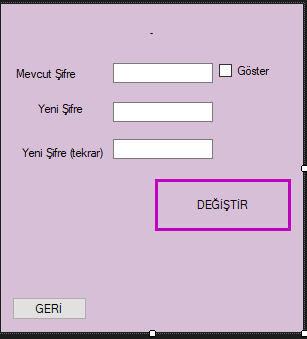 -
Mevcut Şifre Göster
Yeni Şifre
Yeni Şifre (tekrar)
DEĞİŞTİR
GERİ